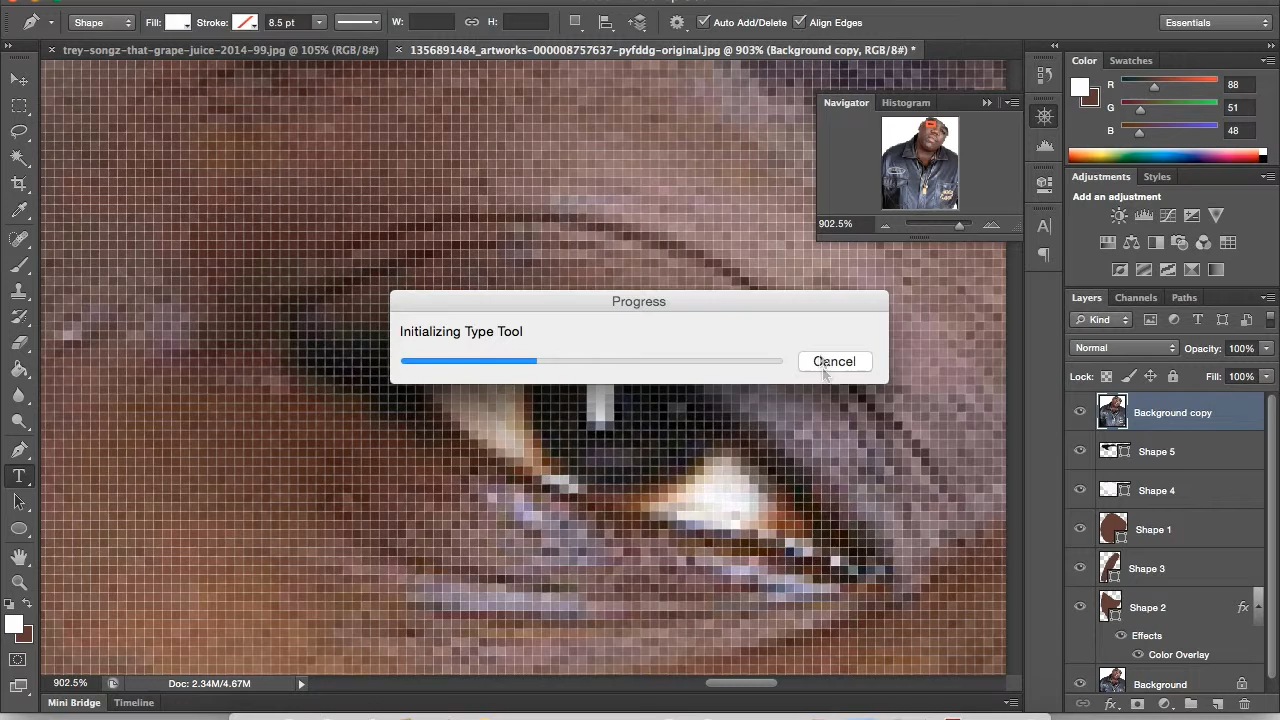 Shape
Fill:
Stroke:
8.5 pt
W:
H:
Auto Add/Delete
Align Edges
Essentials
trey-songz-that-grape-juice-2014-99.jpg @ 105% (RGB/8#)
1356891484_artworks-000008757637-pyfddg-original.jpg @ 903% (Background copy, RGB/8#) *
Color
Swatches
R
88
G
51
B
48
Navigator
Histogram
902.5%
Adjustments
Styles
Add an adjustment
Progress
Initializing Type Tool
Cancel
Layers
Channels
Paths
Kind
Normal
Opacity:
100%
Lock:
Fill:
100%
Background copy
Shape 5
Shape 4
Shape 1
Shape 3
Shape 2
fx
Effects
Color Overlay
Background
902.5%
Doc: 2.34M/4.67M
Mini Bridge
Timeline